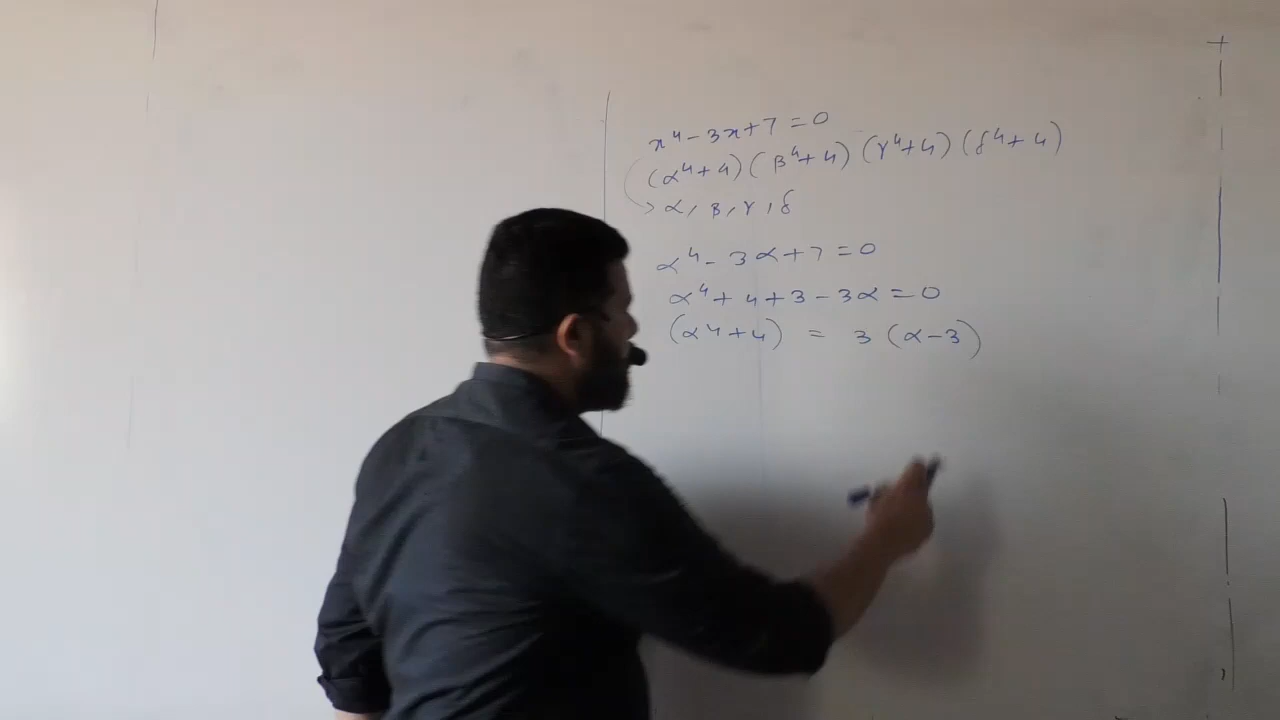 x⁴ - 3x + 7 = 0
(α⁴ + 4) (β⁴ + 4) (γ⁴ + 4) (δ⁴ + 4)
α, β, γ, δ
α⁴ - 3α + 7 = 0
α⁴ + 4 + 3 - 3α = 0
(α⁴ + 4) = 3 (α - 3)